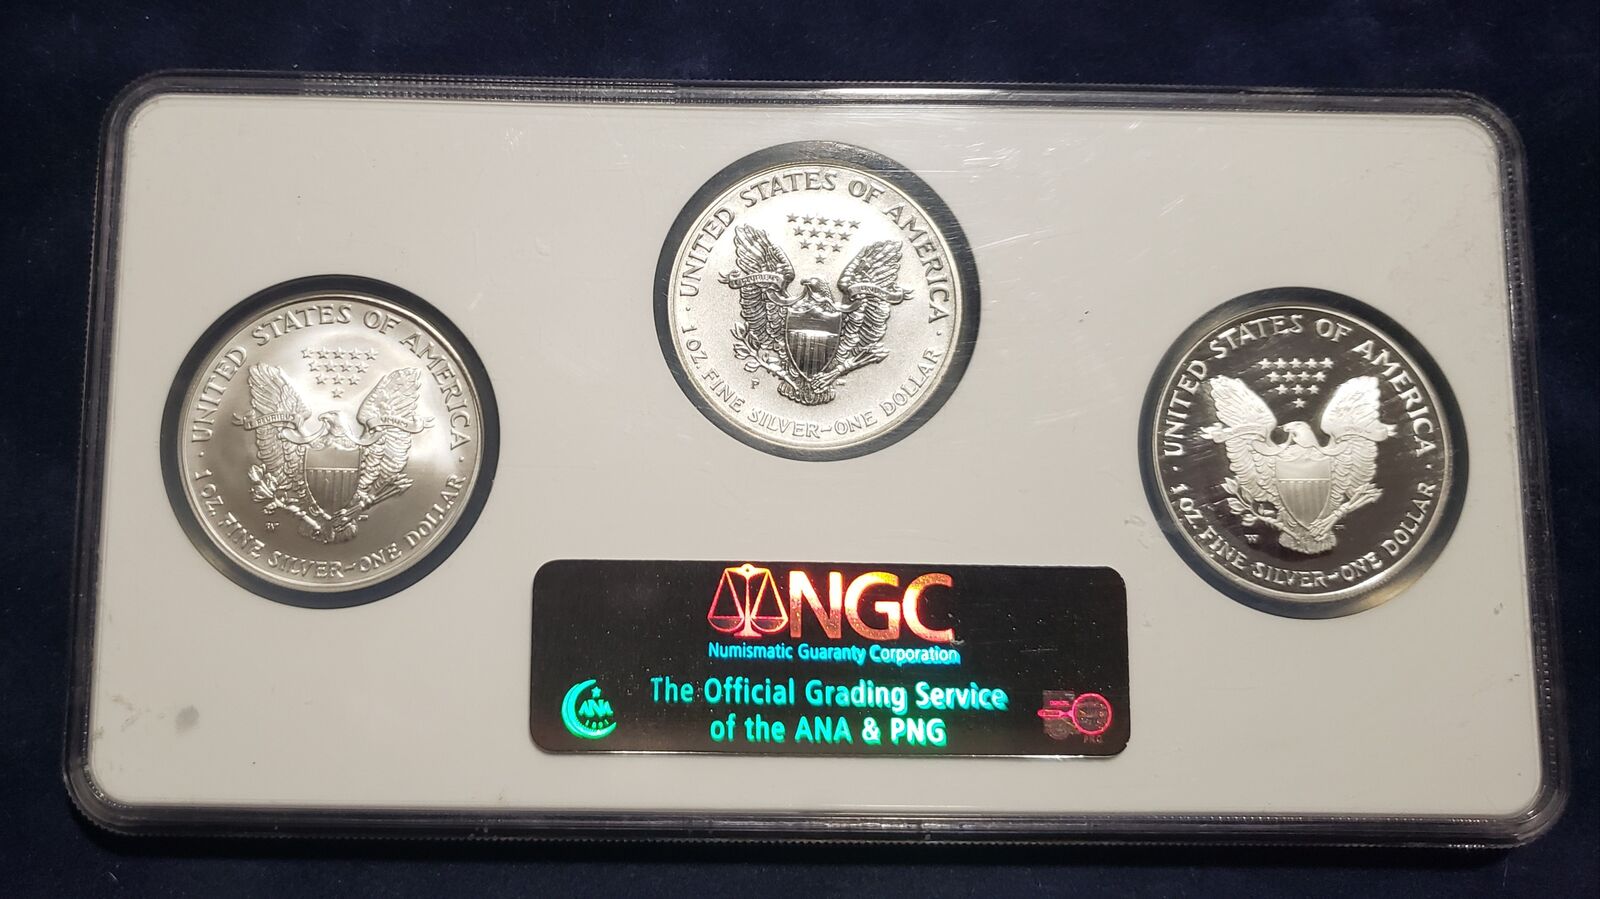 · UNITED STATES OF AMERICA ·
W
1 OZ. FINE SILVER–ONE DOLLAR
· UNITED STATES OF AMERICA ·
P
1 OZ. FINE SILVER–ONE DOLLAR
· UNITED STATES OF AMERICA ·
W
1 OZ. FINE SILVER–ONE DOLLAR
NGC
Numismatic Guaranty Corporation
The Official Grading Service
of the ANA & PNG
ANA
1891